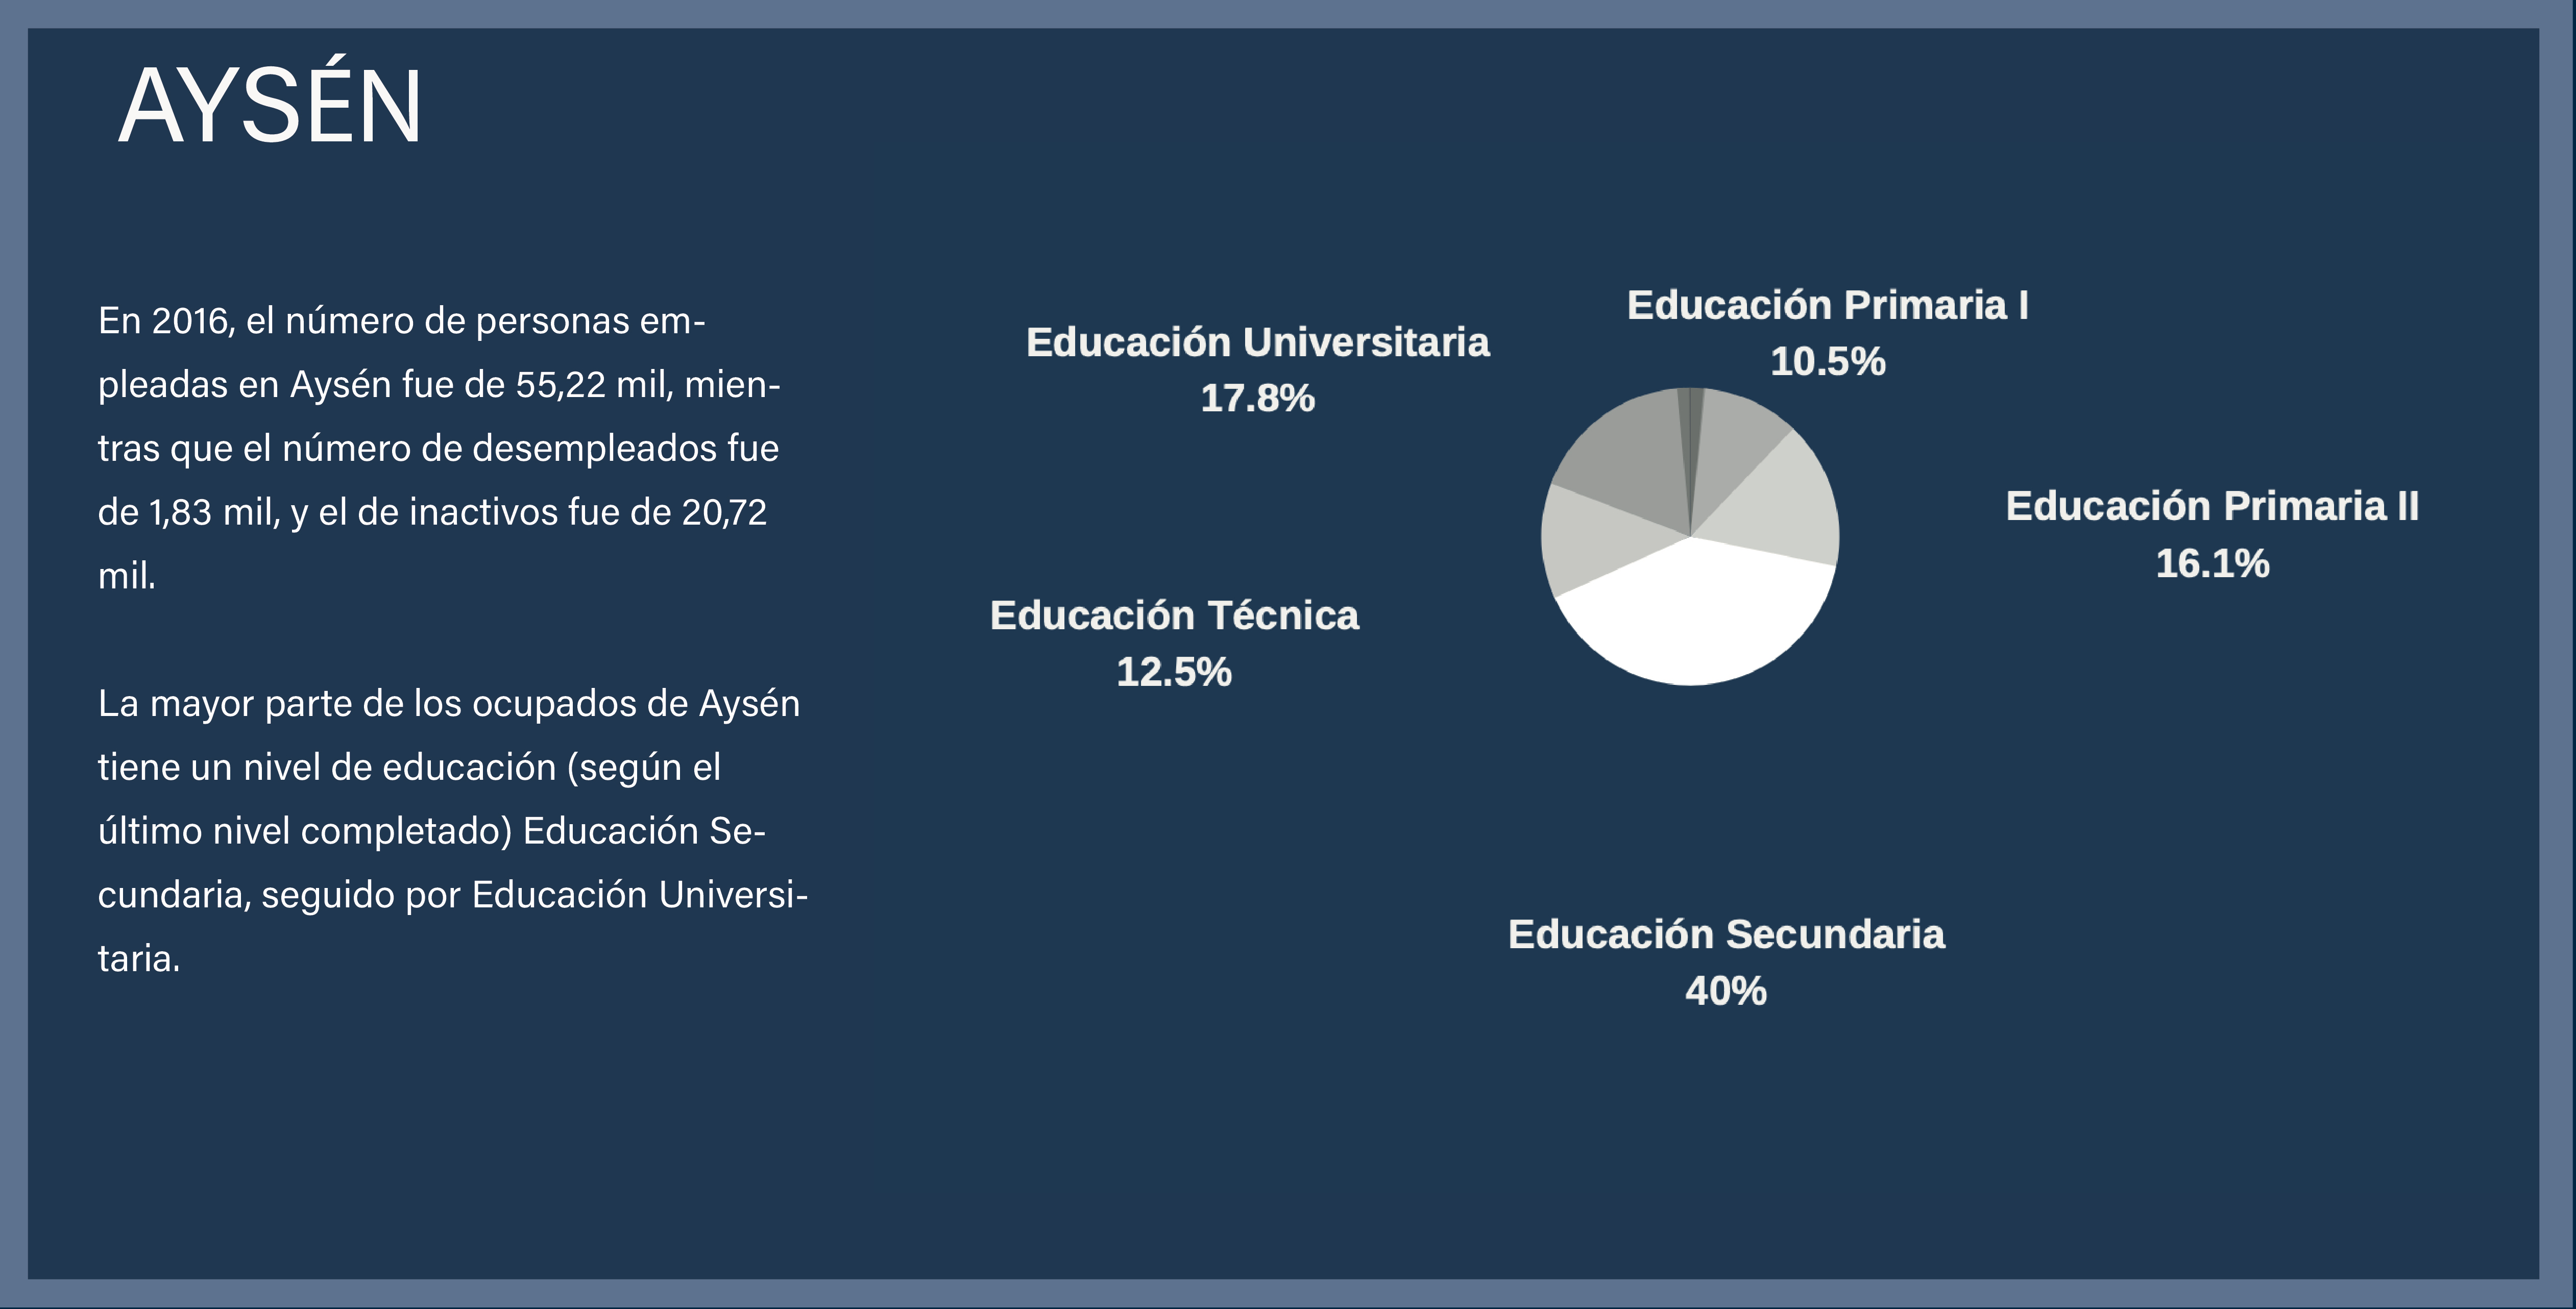 AYSÉN
En 2016, el número de personas em-
pleadas en Aysén fue de 55,22 mil, mien-
tras que el número de desempleados fue
de 1,83 mil, y el de inactivos fue de 20,72
mil.
La mayor parte de los ocupados de Aysén
tiene un nivel de educación (según el
último nivel completado) Educación Se-
cundaria, seguido por Educación Universi-
taria.
Educación Primaria I
10.5%
Educación Universitaria
17.8%
Educación Primaria II
16.1%
Educación Técnica
12.5%
Educación Secundaria
40%